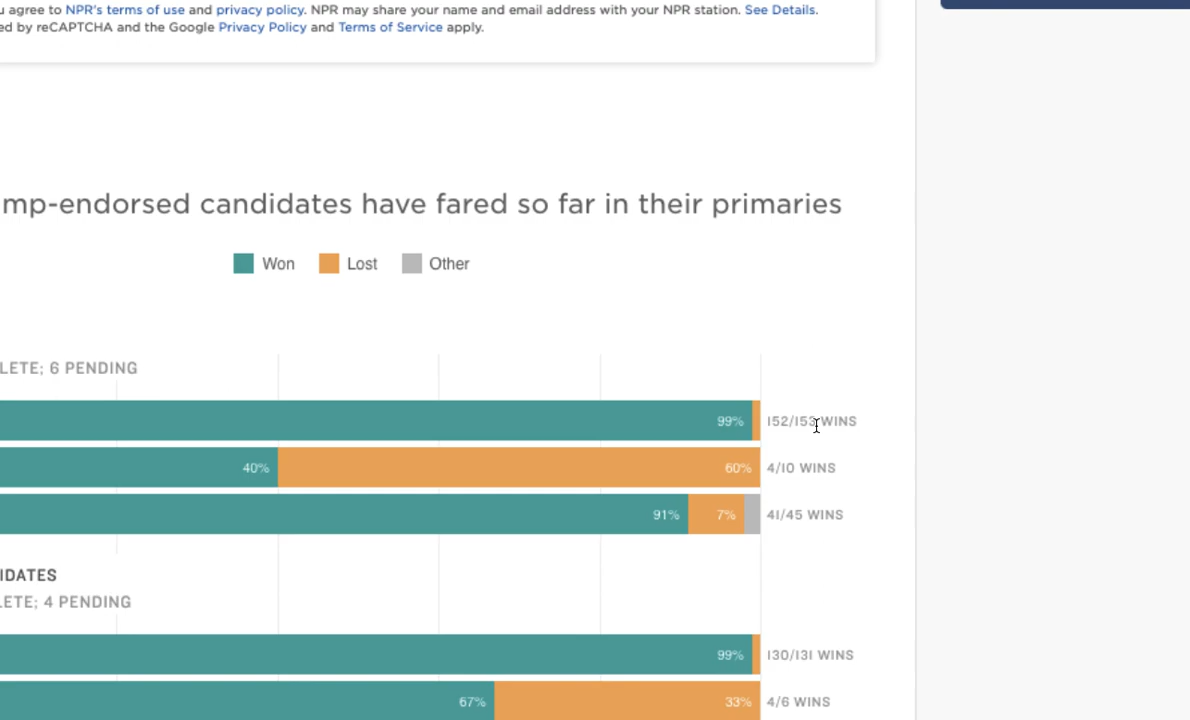 u agree to NPR's terms of use and privacy policy. NPR may share your name and email address with your NPR station. See Details.
ed by reCAPTCHA and the Google Privacy Policy and Terms of Service apply.
mp-endorsed candidates have fared so far in their primaries
Won Lost Other
LETE; 6 PENDING
99% 152/153 WINS
40% 60% 4/10 WINS
91% 7% 41/45 WINS
IDATES
LETE; 4 PENDING
99% 130/131 WINS
67% 33% 4/6 WINS